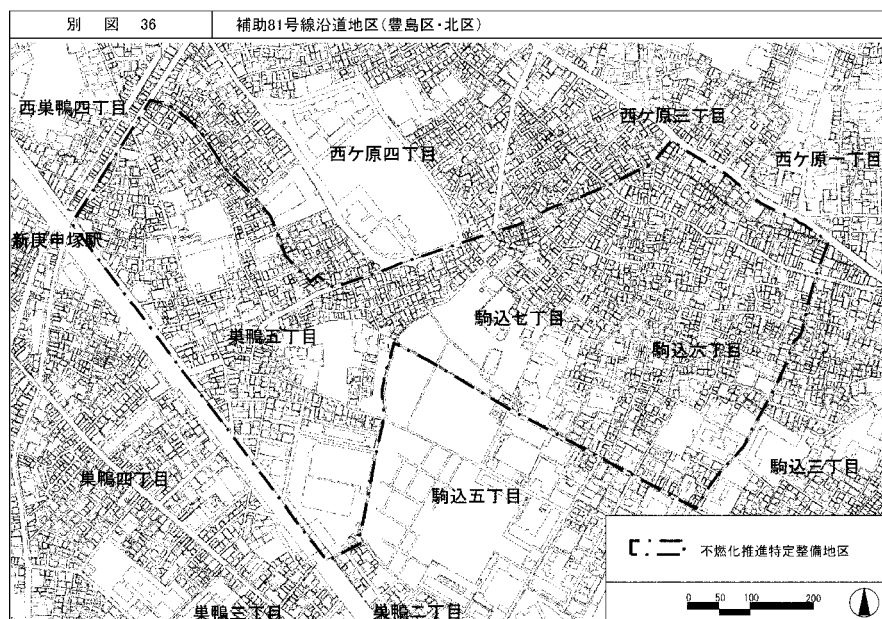 別 図 36
補助81号線沿道地区(豊島区・北区)
西巣鴨四丁目
西ケ原三丁目
西ケ原四丁目
西ケ原一丁目
新庚申塚駅
巣鴨五丁目
駒込七丁目
駒込六丁目
巣鴨四丁目
駒込五丁目
駒込三丁目
不燃化推進特定整備地区
0 50 100 200
巣鴨三丁目
巣鴨二丁目